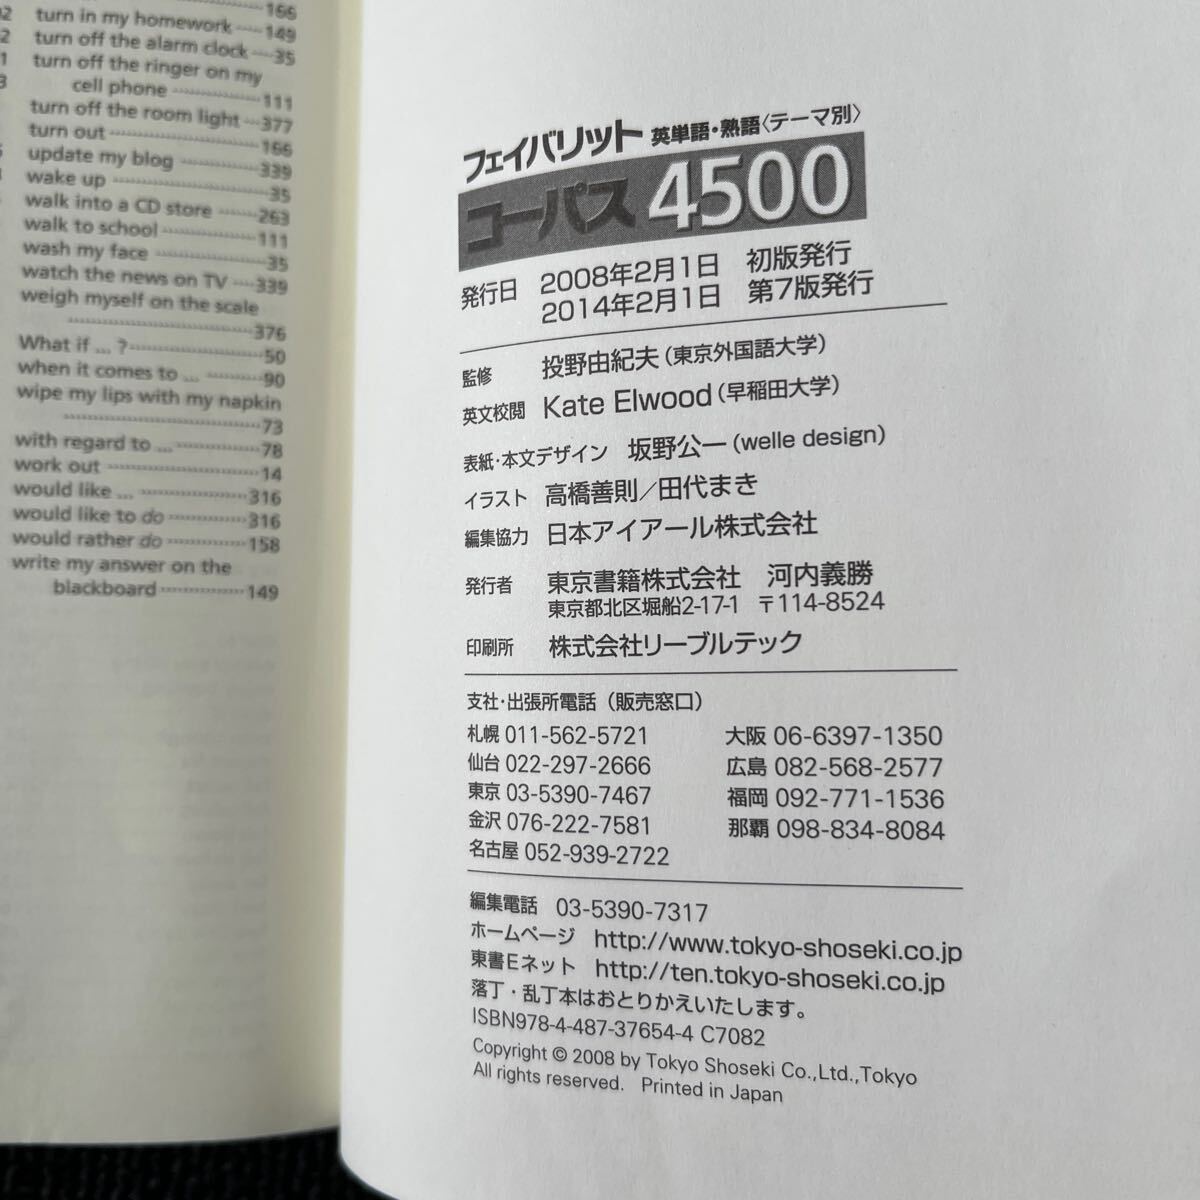 166
turn in my homework 149
turn off the alarm clock 35
turn off the ringer on my
cell phone 111
turn off the room light 377
turn out 166
update my blog 339
wake up 35
walk into a CD store 263
walk to school 111
wash my face 35
watch the news on TV 339
weigh myself on the scale
376
What if ... ? 50
when it comes to ... 90
wipe my lips with my napkin
73
with regard to ... 78
work out 14
would like ... 316
would like to do 316
would rather do 158
write my answer on the
blackboard 149
フェイバリット 英単語・熟語〈テーマ別〉
コーパス 4500
発行日 2008年2月1日 初版発行
2014年2月1日 第7版発行
監修 投野由紀夫(東京外国語大学)
英文校閲 Kate Elwood(早稲田大学)
表紙・本文デザイン 坂野公一(welle design)
イラスト 高橋善則/田代まき
編集協力 日本アイアール株式会社
発行者 東京書籍株式会社 河内義勝
東京都北区堀船2-17-1 〒114-8524
印刷所 株式会社リーブルテック
支社・出張所電話(販売窓口)
札幌 011-562-5721 大阪 06-6397-1350
仙台 022-297-2666 広島 082-568-2577
東京 03-5390-7467 福岡 092-771-1536
金沢 076-222-7581 那覇 098-834-8084
名古屋 052-939-2722
編集電話 03-5390-7317
ホームページ http://www.tokyo-shoseki.co.jp
東書Eネット http://ten.tokyo-shoseki.co.jp
落丁・乱丁本はおとりかえいたします。
ISBN978-4-487-37654-4 C7082
Copyright © 2008 by Tokyo Shoseki Co.,Ltd.,Tokyo
All rights reserved. Printed in Japan